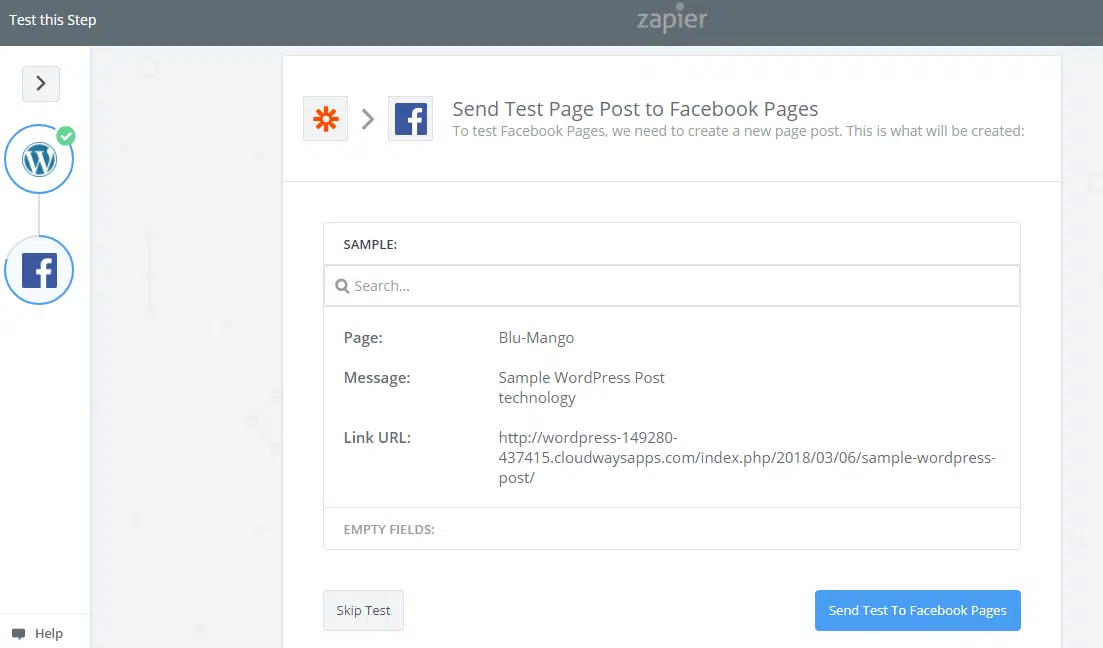 Test this Step
zapier
Send Test Page Post to Facebook Pages
To test Facebook Pages, we need to create a new page post. This is what will be created:
SAMPLE:
Search...
Page: Blu-Mango
Message: Sample WordPress Post
technology
Link URL: http://wordpress-149280-
437415.cloudwaysapps.com/index.php/2018/03/06/sample-wordpress-
post/
EMPTY FIELDS:
Skip Test
Send Test To Facebook Pages
Help